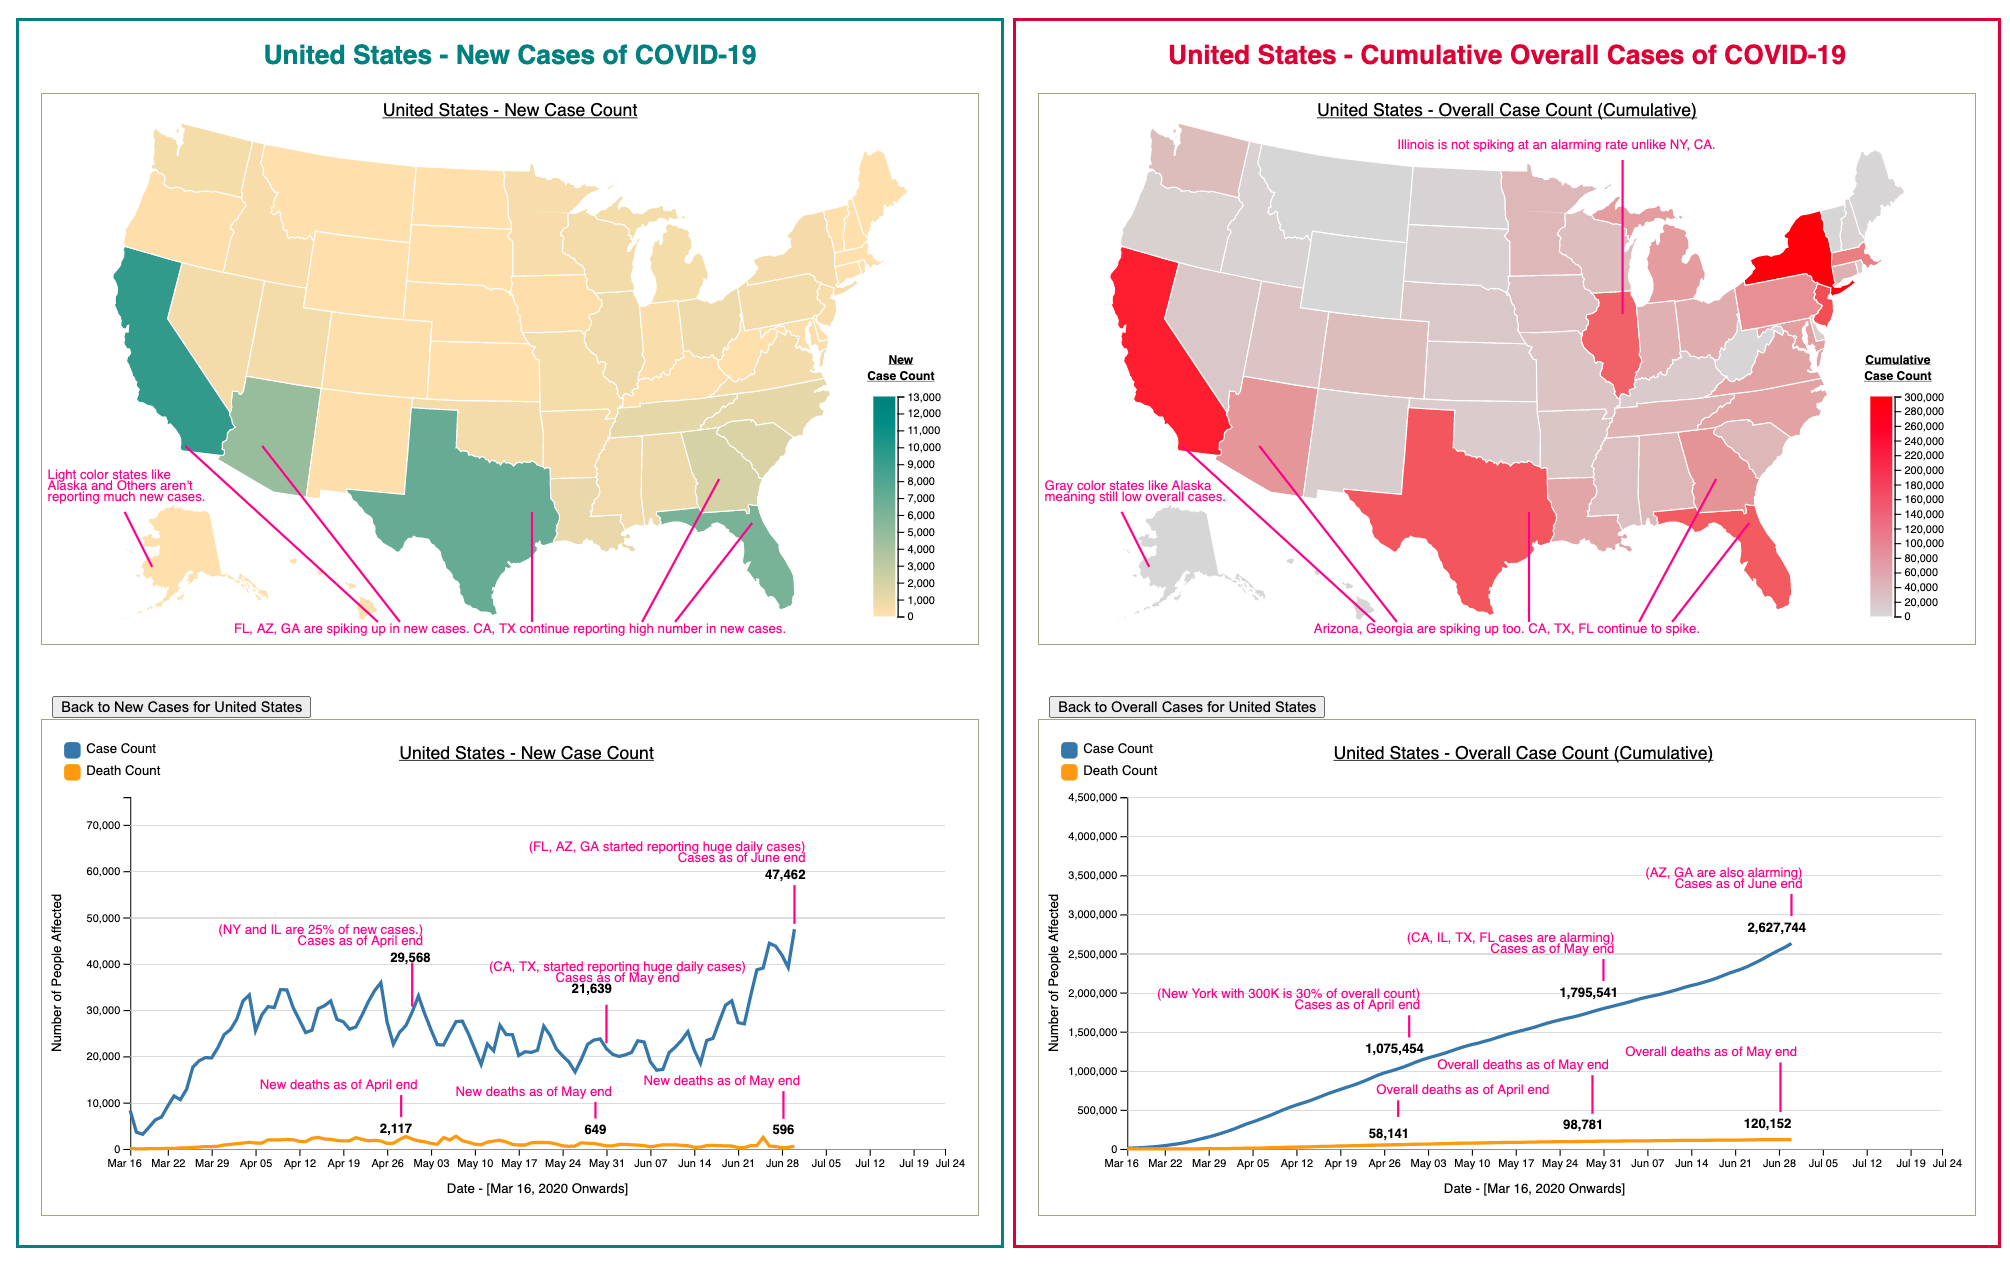 United States - New Cases of COVID-19
United States - New Case Count
New
Case Count
13,000
12,000
11,000
10,000
9,000
8,000
7,000
6,000
5,000
4,000
3,000
2,000
1,000
0
Light color states like
Alaska and Others aren't
reporting much new cases.
FL, AZ, GA are spiking up in new cases. CA, TX continue reporting high number in new cases.
Back to New Cases for United States
Case Count
Death Count
United States - New Case Count
70,000
60,000
50,000
40,000
30,000
20,000
10,000
0
Number of People Affected
(FL, AZ, GA started reporting huge daily cases)
Cases as of June end
47,462
(NY and IL are 25% of new cases.)
Cases as of April end
29,568
(CA, TX, started reporting huge daily cases)
Cases as of May end
21,639
New deaths as of April end
2,117
New deaths as of May end
649
New deaths as of May end
596
Mar 16 Mar 22 Mar 29 Apr 05 Apr 12 Apr 19 Apr 26 May 03 May 10 May 17 May 24 May 31 Jun 07 Jun 14 Jun 21 Jun 28 Jul 05 Jul 12 Jul 19 Jul 24
Date - [Mar 16, 2020 Onwards]
United States - Cumulative Overall Cases of COVID-19
United States - Overall Case Count (Cumulative)
Illinois is not spiking at an alarming rate unlike NY, CA.
Cumulative
Case Count
300,000
280,000
260,000
240,000
220,000
200,000
180,000
160,000
140,000
120,000
100,000
80,000
60,000
40,000
20,000
0
Gray color states like Alaska
meaning still low overall cases.
Arizona, Georgia are spiking up too. CA, TX, FL continue to spike.
Back to Overall Cases for United States
Case Count
Death Count
United States - Overall Case Count (Cumulative)
4,500,000
4,000,000
3,500,000
3,000,000
2,500,000
2,000,000
1,500,000
1,000,000
500,000
0
Number of People Affected
(AZ, GA are also alarming)
Cases as of June end
2,627,744
(CA, IL, TX, FL cases are alarming)
Cases as of May end
1,795,541
(New York with 300K is 30% of overall count)
Cases as of April end
1,075,454
Overall deaths as of April end
58,141
Overall deaths as of May end
98,781
Overall deaths as of May end
120,152
Mar 16 Mar 22 Mar 29 Apr 05 Apr 12 Apr 19 Apr 26 May 03 May 10 May 17 May 24 May 31 Jun 07 Jun 14 Jun 21 Jun 28 Jul 05 Jul 12 Jul 19 Jul 24
Date - [Mar 16, 2020 Onwards]